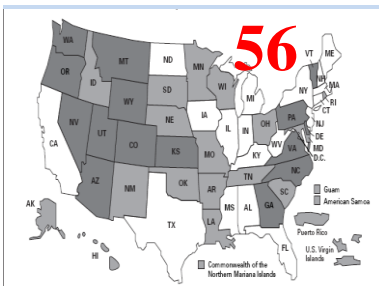 56
WA
MT
ND
MN
VT
ME
OR
ID
SD
WI
NH
MA
WY
MI
NY
RI
CT
NV
NE
IA
PA
NJ
UT
IL
IN
OH
DE
CA
CO
KS
MO
WV
VA
MD
KY
D.C.
AZ
NM
OK
AR
TN
NC
SC
Guam
American Samoa
AK
TX
LA
MS
AL
GA
HI
FL
Puerto Rico
U.S. Virgin
Islands
Commonwealth of the
Northern Mariana Islands